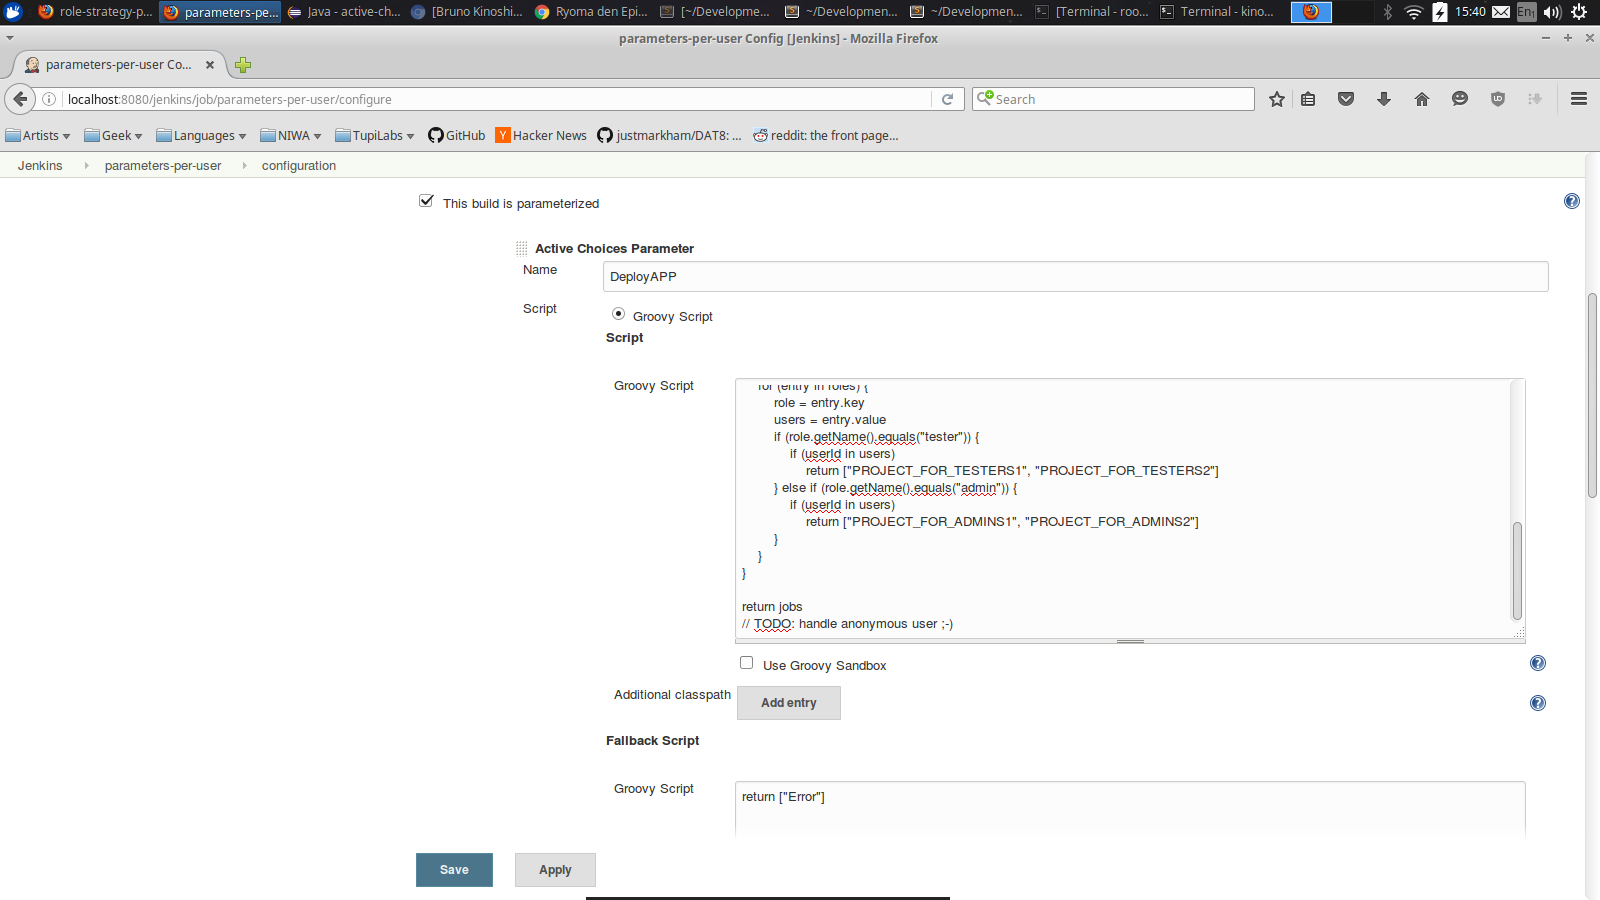 role-strategy-p...
parameters-pe...
Java - active-ch...
[Bruno Kinoshi...
Ryoma den Epi...
[~/Developme...
~/Developmen...
~/Developmen...
[Terminal - roo...
Terminal - kino...
15:40
En1
parameters-per-user Config [Jenkins] - Mozilla Firefox
parameters-per-user Co...
localhost:8080/jenkins/job/parameters-per-user/configure
Search
Artists
Geek
Languages
NIWA
TupiLabs
GitHub
Y Hacker News
justmarkham/DAT8: ...
reddit: the front page...
Jenkins
parameters-per-user
configuration
This build is parameterized
Active Choices Parameter
Name
DeployAPP
Script
Groovy Script
Script
Groovy Script
for (entry in roles) {
role = entry.key
users = entry.value
if (role.getName().equals("tester")) {
if (userId in users)
return ["PROJECT_FOR_TESTERS1", "PROJECT_FOR_TESTERS2"]
} else if (role.getName().equals("admin")) {
if (userId in users)
return ["PROJECT_FOR_ADMINS1", "PROJECT_FOR_ADMINS2"]
}
}
}
return jobs
// TODO: handle anonymous user ;-)
Use Groovy Sandbox
Additional classpath
Add entry
Fallback Script
Groovy Script
return ["Error"]
Save
Apply